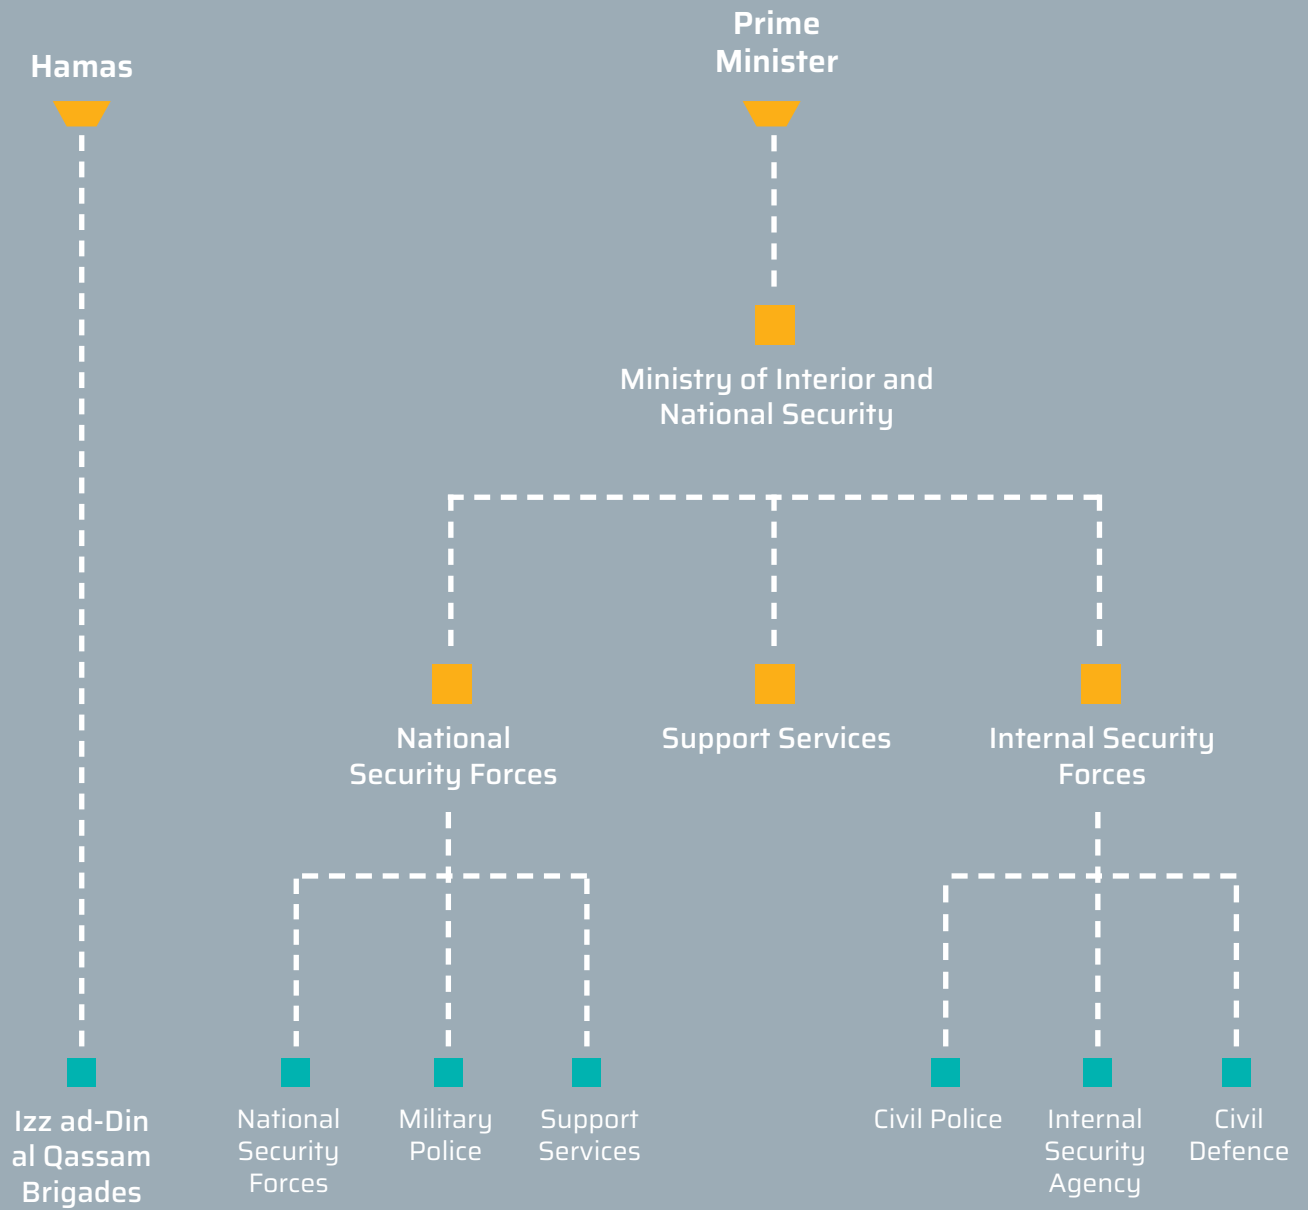 Hamas
Prime
Minister
Ministry of Interior and
National Security
National
Security Forces
Support Services
Internal Security
Forces
Izz ad-Din
al Qassam
Brigades
National
Security
Forces
Military
Police
Support
Services
Civil Police
Internal
Security
Agency
Civil
Defence